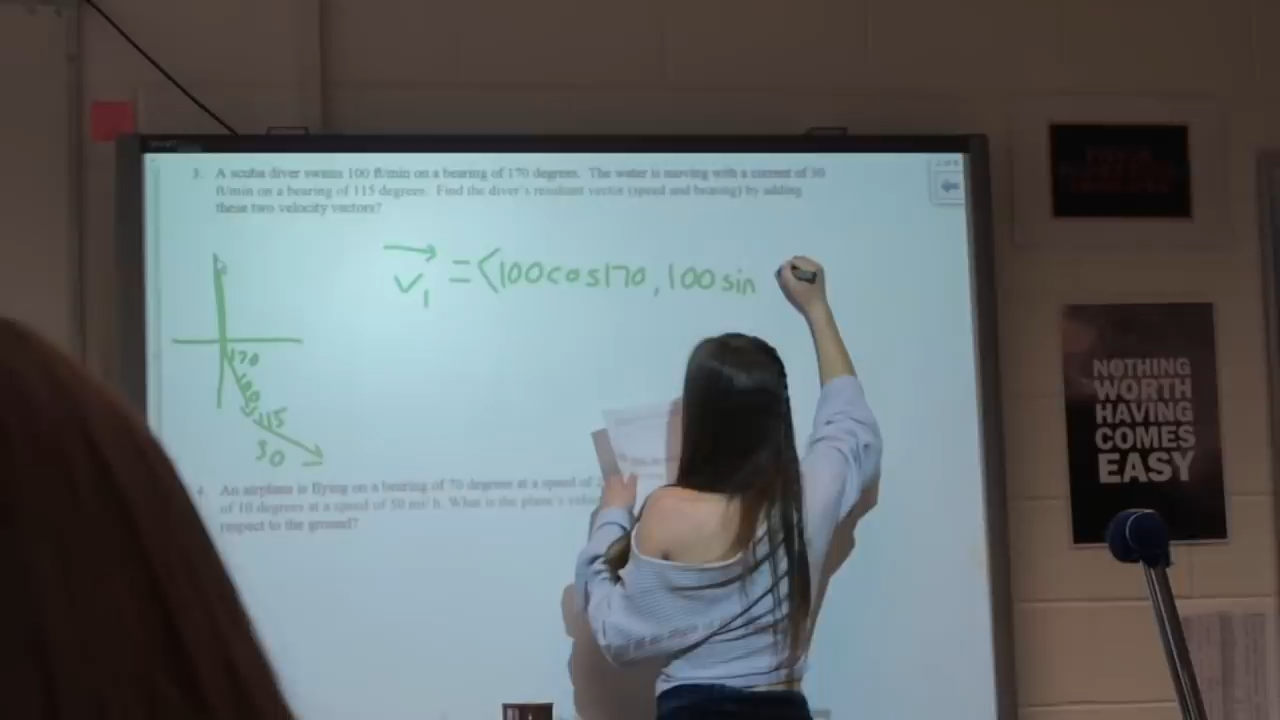 3. A scuba diver swims 100 ft/min on a bearing of 170 degrees. The water is moving with a current of 30
ft/min on a bearing of 115 degrees. Find the diver's resultant vector (speed and bearing) by adding
these two velocity vectors?
v₁ = <100cos170, 100 sin
170
100
115
30
4. An airplane is flying on a bearing of 70 degrees at a speed of
of 10 degrees at a speed of 50 mi/h. What is the plane's
respect to the ground?
NOTHING
WORTH
HAVING
COMES
EASY